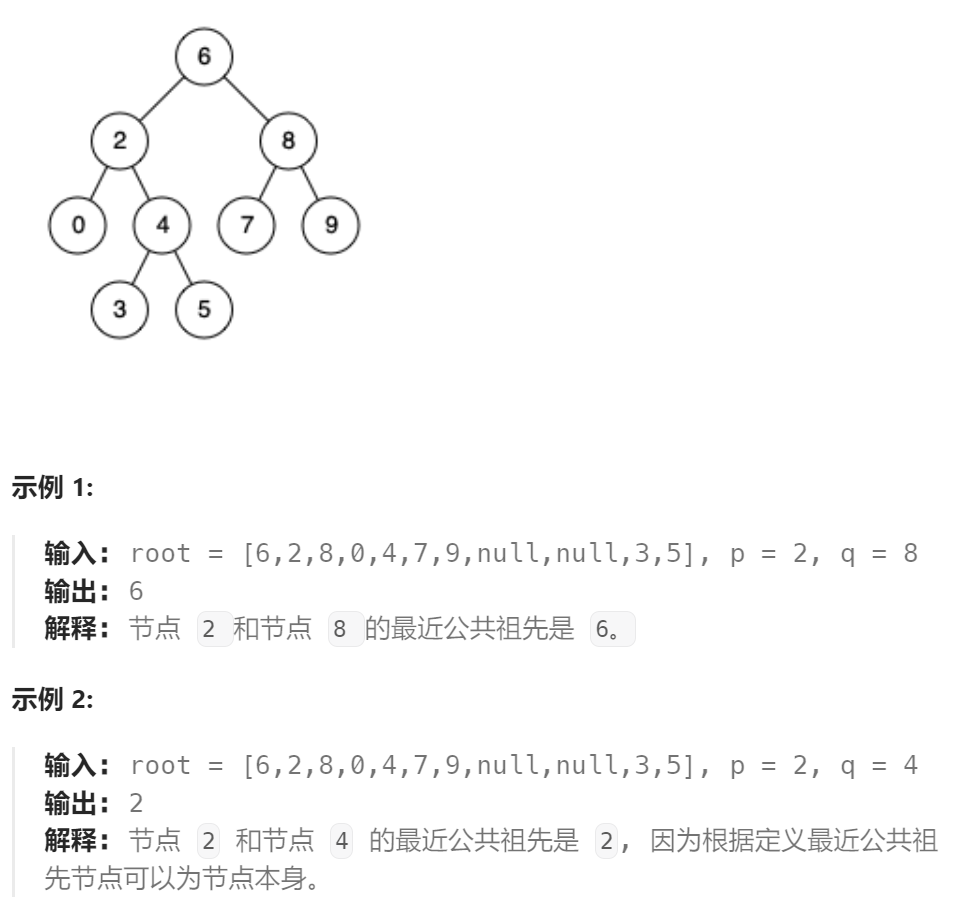 6
2 8
0 4 7 9
3 5
示例 1:
输入: root = [6,2,8,0,4,7,9,null,null,3,5], p = 2, q = 8
输出: 6
解释: 节点 2 和节点 8 的最近公共祖先是 6。
示例 2:
输入: root = [6,2,8,0,4,7,9,null,null,3,5], p = 2, q = 4
输出: 2
解释: 节点 2 和节点 4 的最近公共祖先是 2, 因为根据定义最近公共祖
先节点可以为节点本身。